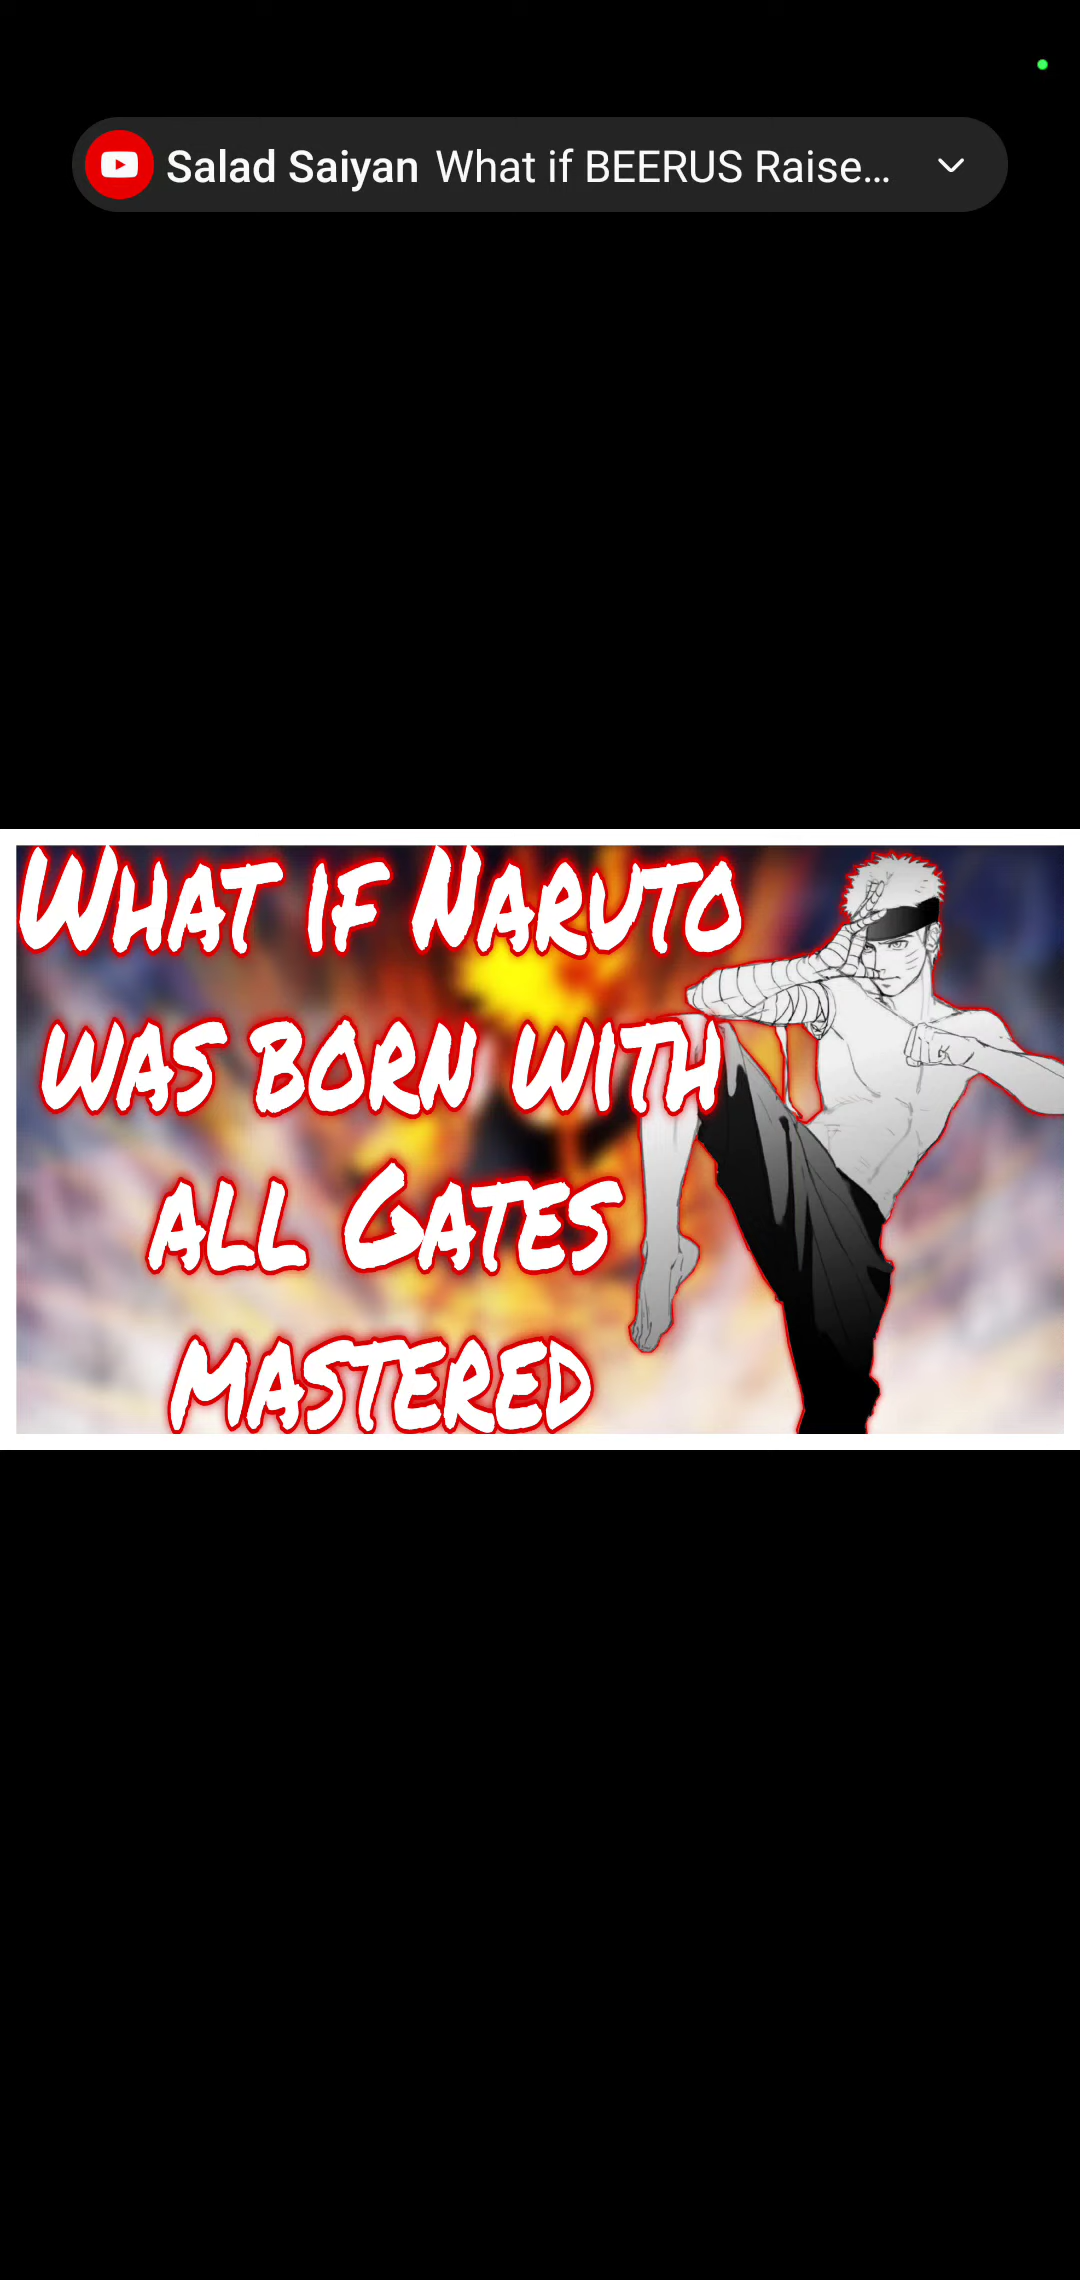 Salad Saiyan What if BEERUS Raise...
What if Naruto
was born with
all Gates
mastered